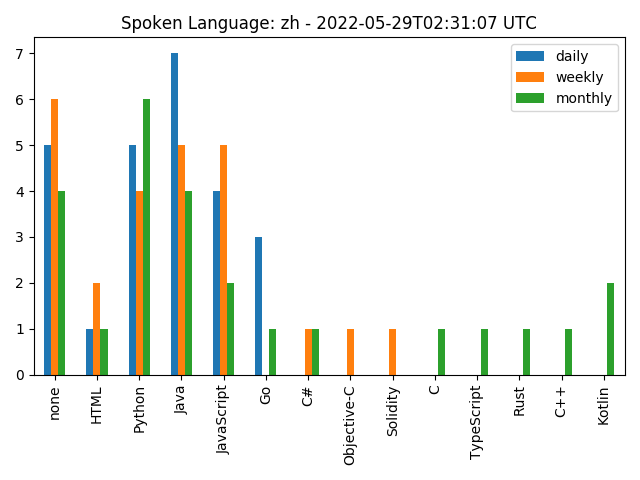 Spoken Language: zh - 2022-05-29T02:31:07 UTC
daily
weekly
monthly
7
6
5
4
3
2
1
0
none
HTML
Python
Java
JavaScript
Go
C#
Objective-C
Solidity
C
TypeScript
Rust
C++
Kotlin